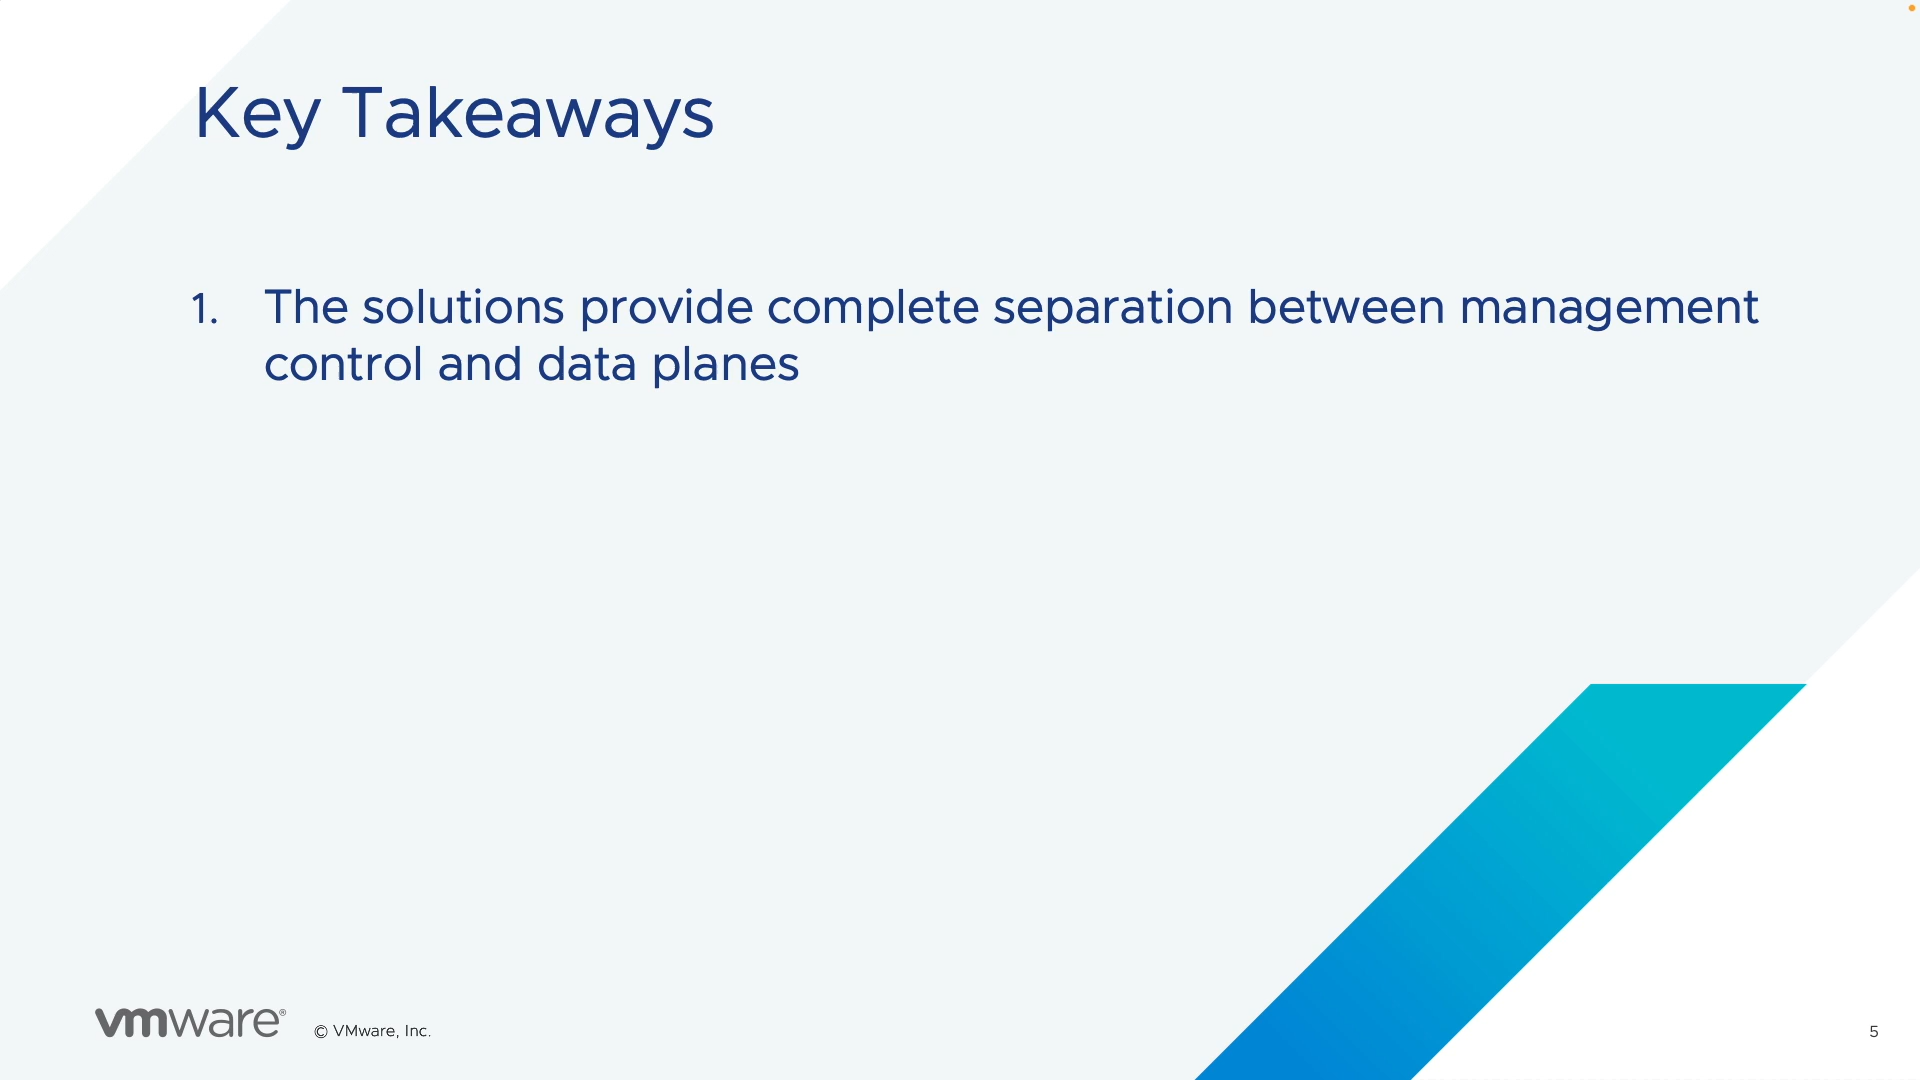 Key Takeaways
1. The solutions provide complete separation between management
control and data planes
vmware®
© VMware, Inc.
5